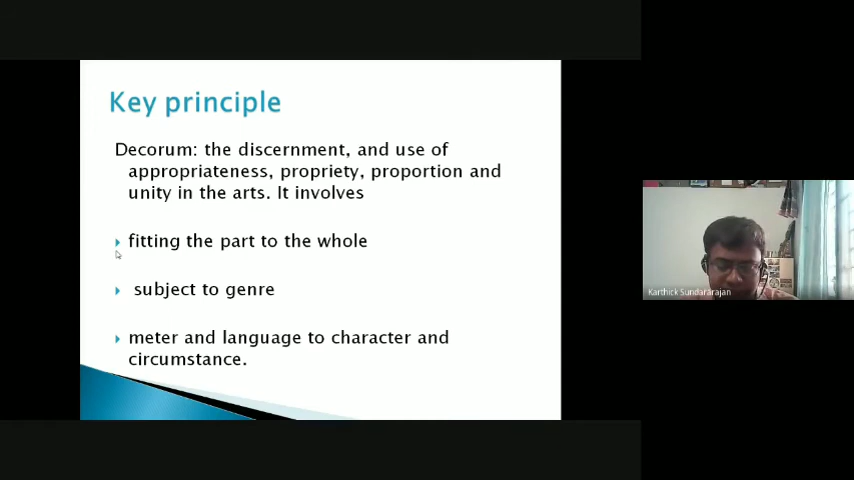 Key principle
Decorum: the discernment, and use of
appropriateness, propriety, proportion and
unity in the arts. It involves
fitting the part to the whole
subject to genre
meter and language to character and
circumstance.
Karthick Sundararajan